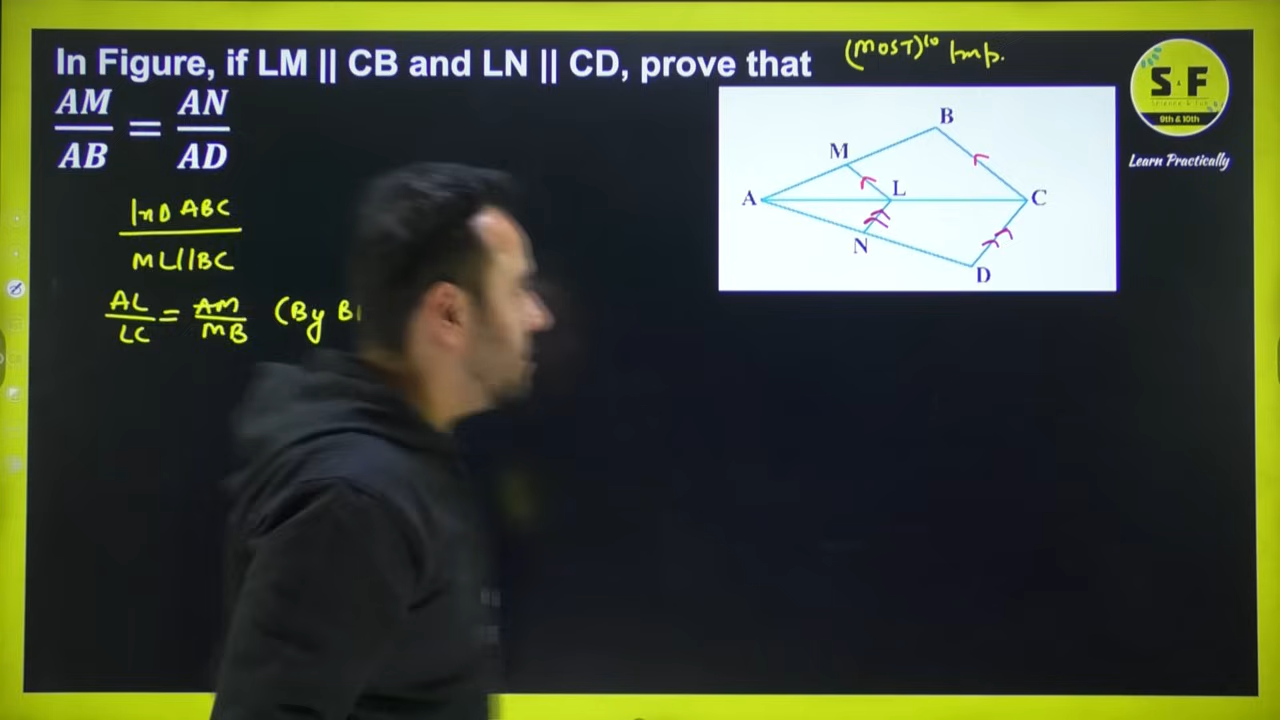 In Figure, if LM || CB and LN || CD, prove that
(MOST)¹⁰ Imp.
AM/AB = AN/AD
In Δ ABC
ML||BC
AL/LC = AM/MB (By B
B
M
A
L
C
N
D
S&F
9th & 10th
Learn Practically